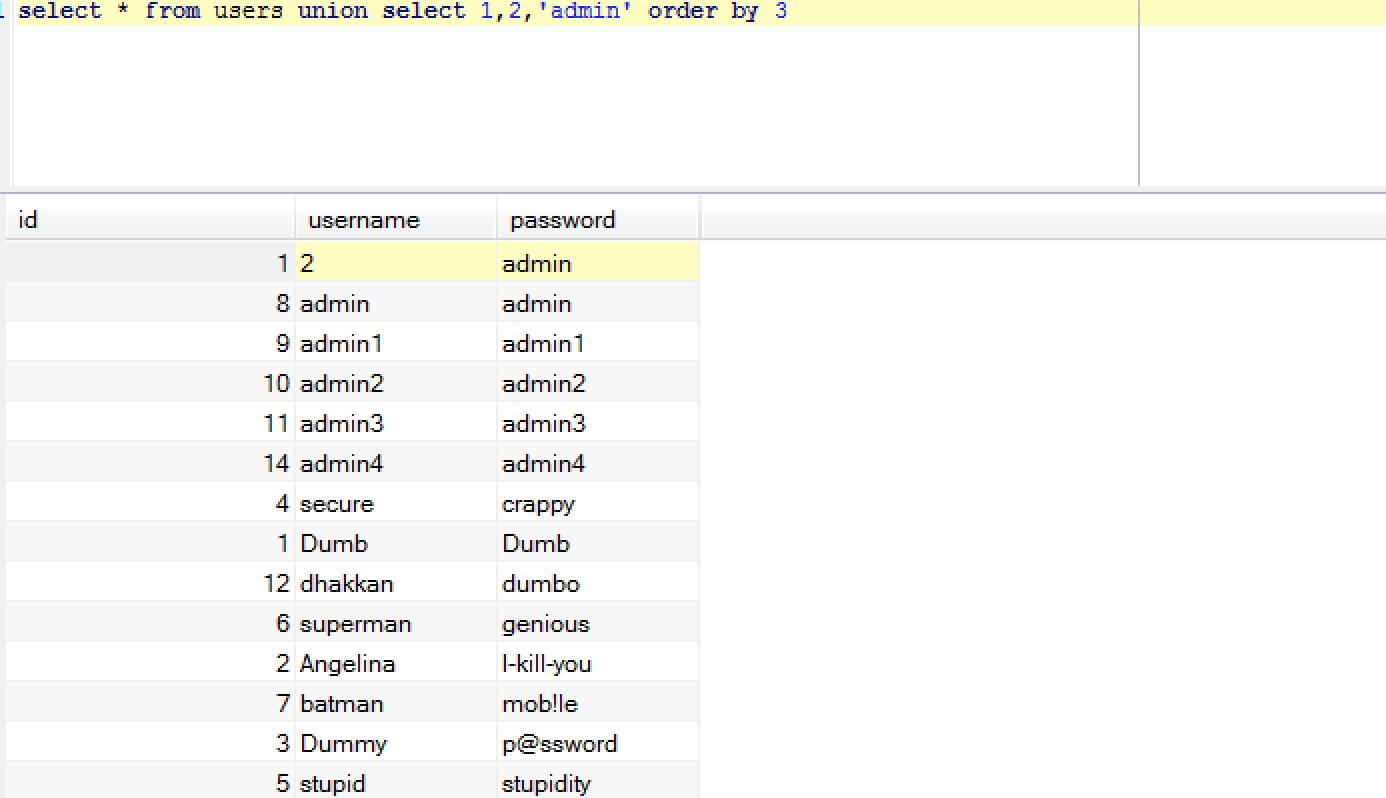 select * from users union select 1,2,'admin' order by 3
id username password
1 2 admin
8 admin admin
9 admin1 admin1
10 admin2 admin2
11 admin3 admin3
14 admin4 admin4
4 secure crappy
1 Dumb Dumb
12 dhakkan dumbo
6 superman genious
2 Angelina I-kill-you
7 batman mob!le
3 Dummy p@ssword
5 stupid stupidity